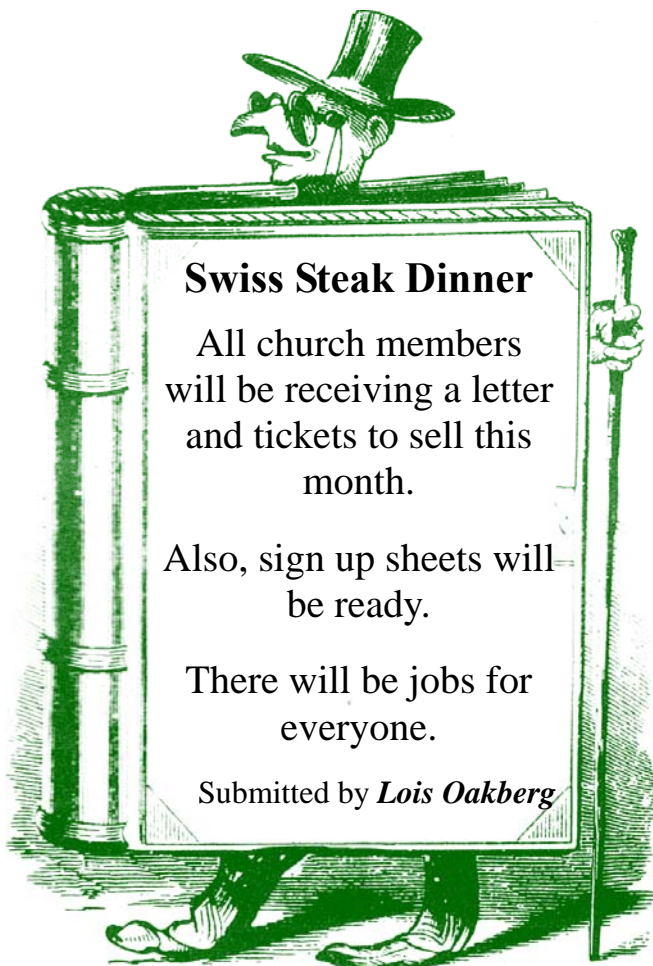 Swiss Steak Dinner
All church members
will be receiving a letter
and tickets to sell this
month.
Also, sign up sheets will
be ready.
There will be jobs for
everyone.
Submitted by Lois Oakberg